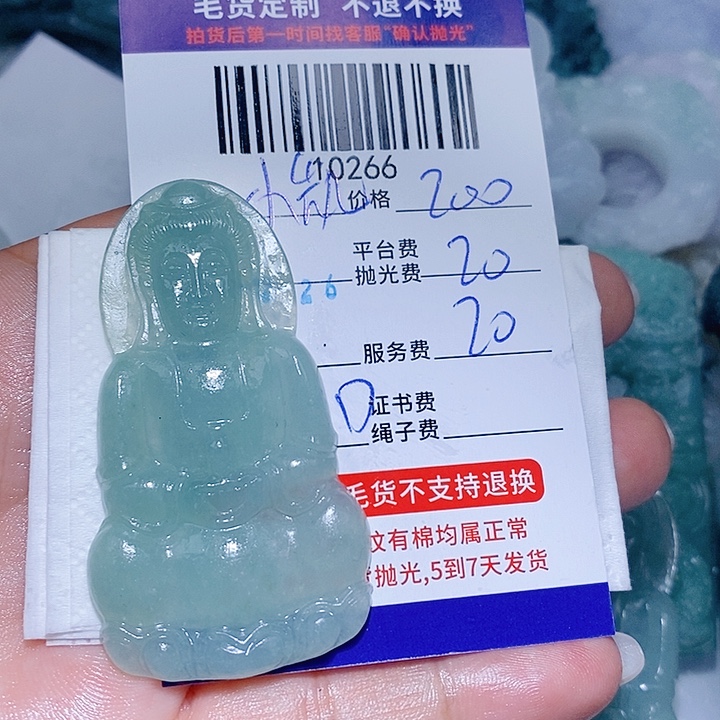 毛货定制 不退不换
拍货后第一时间找客服“确认抛光”
10266
价格 200
平台费
抛光费 20
26
服务费 20
证书费
绳子费
毛货不支持退换
纹有棉均属正常
抛光,5到7天发货